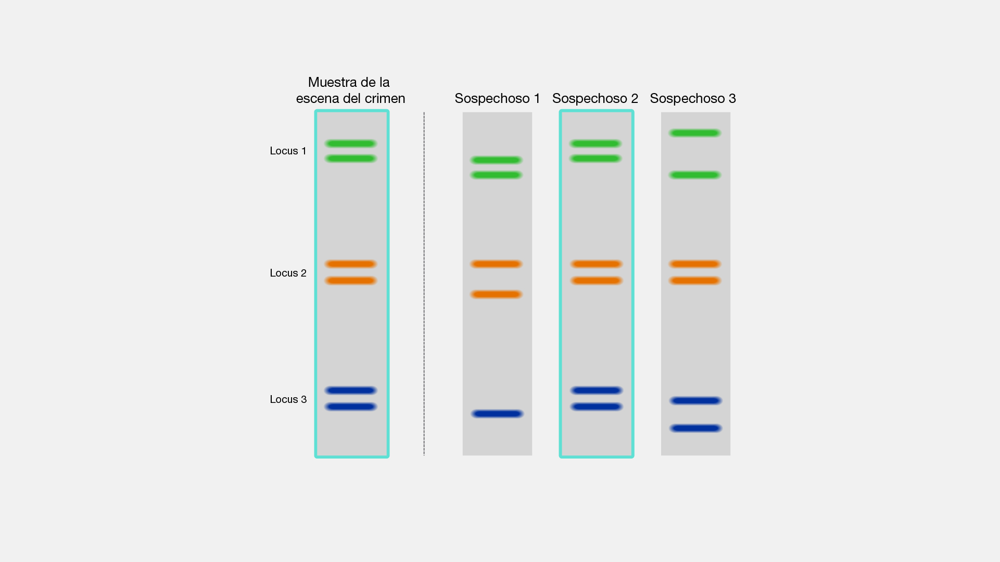 Muestra de la
escena del crimen
Sospechoso 1
Sospechoso 2
Sospechoso 3
Locus 1
Locus 2
Locus 3